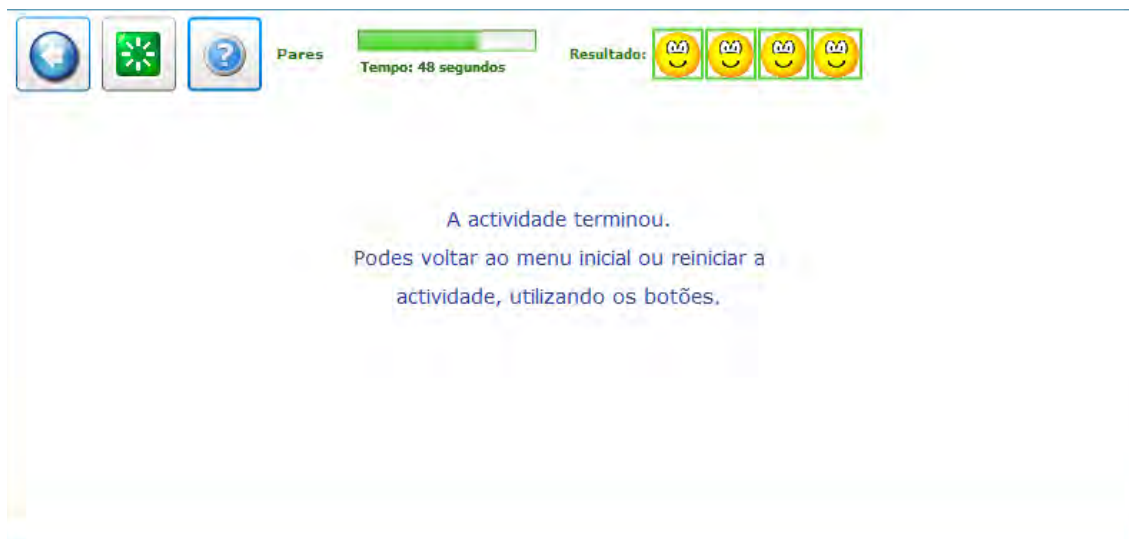 Pares
Tempo: 48 segundos
Resultado:
A actividade terminou.
Podes voltar ao menu inicial ou reiniciar a
actividade, utilizando os botões.